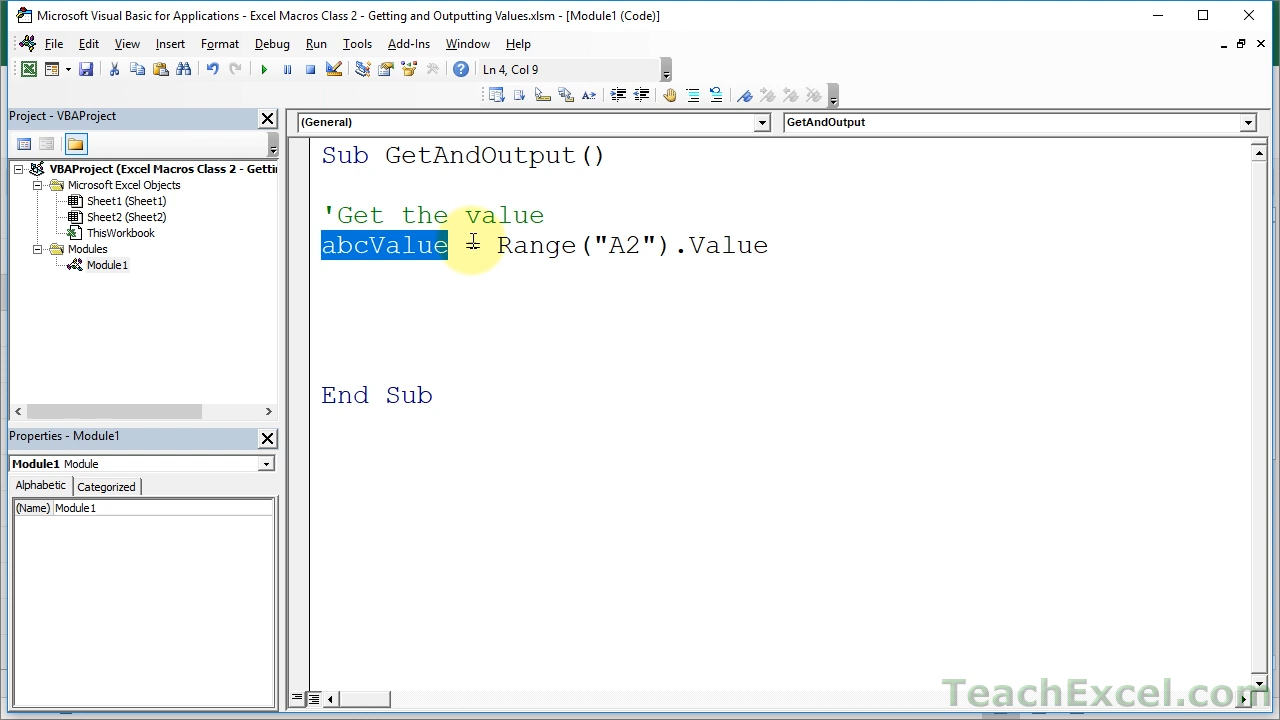 Microsoft Visual Basic for Applications - Excel Macros Class 2 - Getting and Outputting Values.xlsm - [Module1 (Code)]
File Edit View Insert Format Debug Run Tools Add-Ins Window Help
Ln 4, Col 9
Project - VBAProject
(General)
GetAndOutput
VBAProject (Excel Macros Class 2 - Getti
Microsoft Excel Objects
Sheet1 (Sheet1)
Sheet2 (Sheet2)
ThisWorkbook
Modules
Module1
Sub GetAndOutput()
'Get the value
abcValue = Range("A2").Value
End Sub
Properties - Module1
Module1 Module
Alphabetic Categorized
(Name) Module1
TeachExcel.com